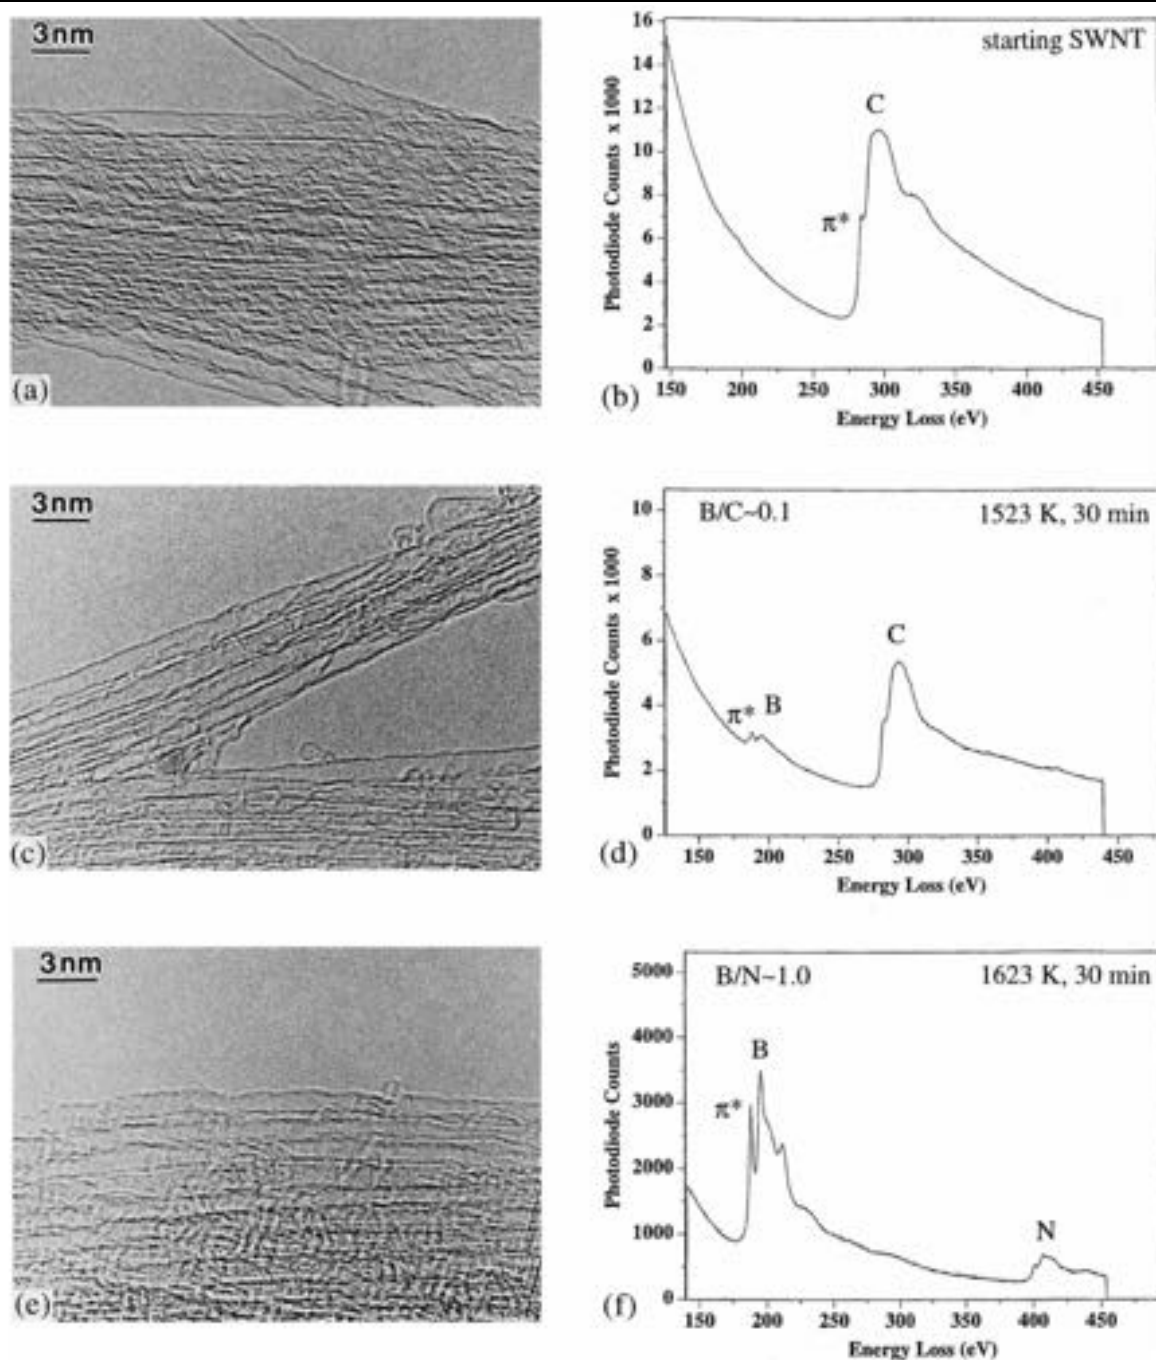 3nm
(a)
16
14
12
10
8
6
4
2
0
Photodiode Counts x 1000
starting SWNT
C
π*
150 200 250 300 350 400 450
(b)
Energy Loss (eV)
3nm
(c)
10
8
6
4
2
0
Photodiode Counts x 1000
B/C~0.1 1523 K, 30 min
C
π* B
150 200 250 300 350 400 450
(d)
Energy Loss (eV)
3nm
(e)
5000
4000
3000
2000
1000
0
Photodiode Counts
B/N~1.0 1623 K, 30 min
B
π*
N
150 200 250 300 350 400 450
(f)
Energy Loss (eV)